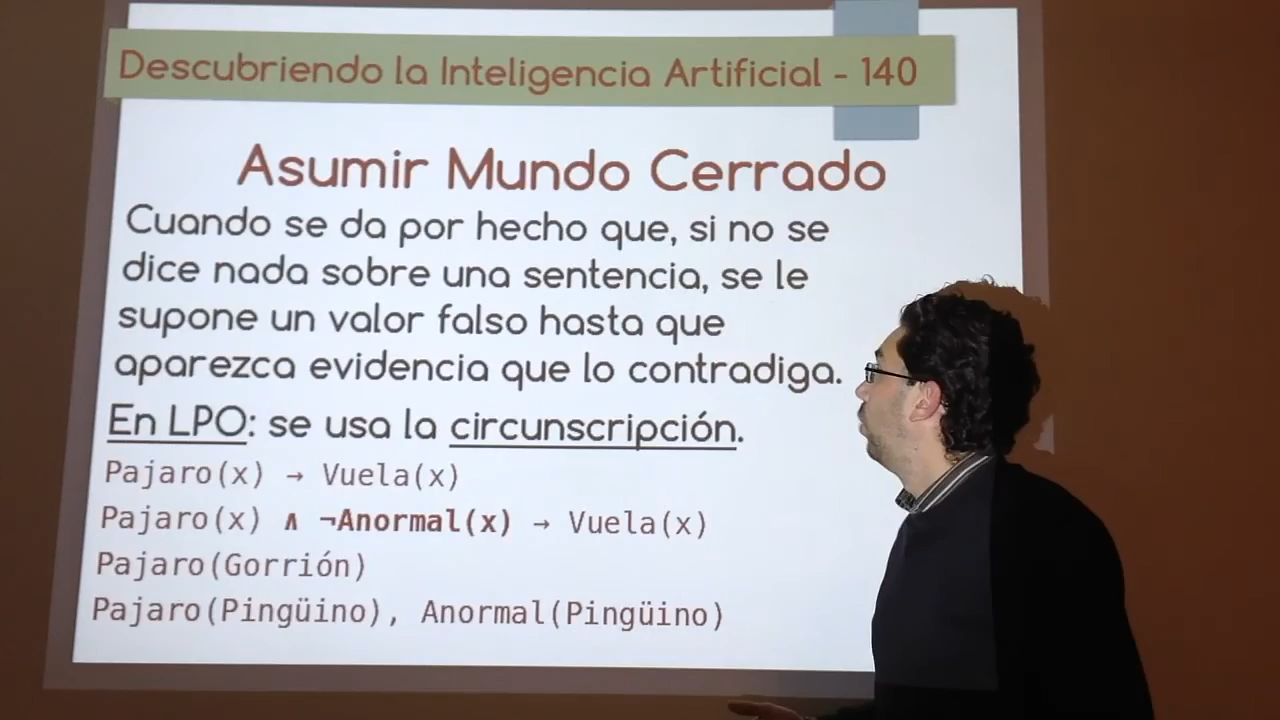 Descubriendo la Inteligencia Artificial - 140
Asumir Mundo Cerrado
Cuando se da por hecho que, si no se
dice nada sobre una sentencia, se le
supone un valor falso hasta que
aparezca evidencia que lo contradiga.
En LPO: se usa la circunscripción.
Pajaro(x) → Vuela(x)
Pajaro(x) ∧ ¬Anormal(x) → Vuela(x)
Pajaro(Gorrión)
Pajaro(Pingüino), Anormal(Pingüino)